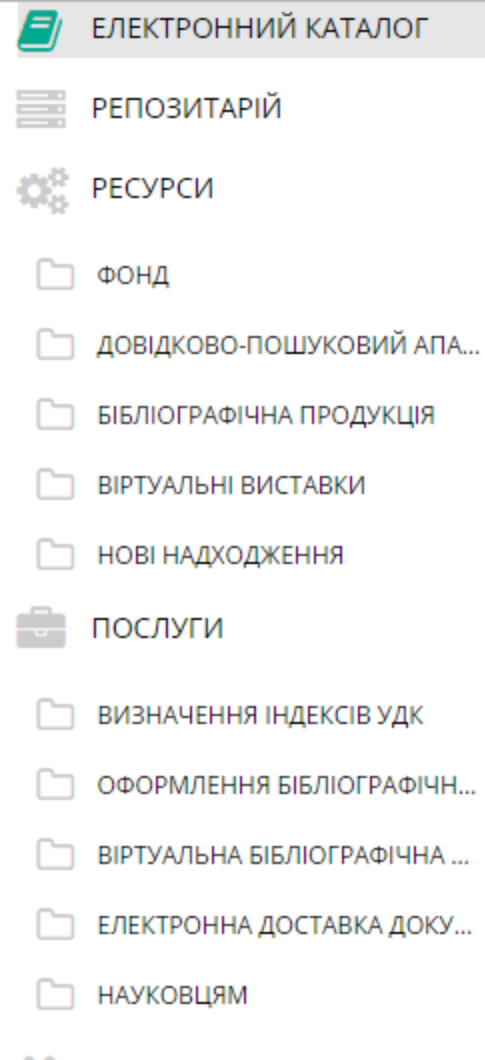 ЕЛЕКТРОННИЙ КАТАЛОГ
РЕПОЗИТАРІЙ
РЕСУРСИ
ФОНД
ДОВІДКОВО-ПОШУКОВИЙ АПА...
БІБЛІОГРАФІЧНА ПРОДУКЦІЯ
ВІРТУАЛЬНІ ВИСТАВКИ
НОВІ НАДХОДЖЕННЯ
ПОСЛУГИ
ВИЗНАЧЕННЯ ІНДЕКСІВ УДК
ОФОРМЛЕННЯ БІБЛІОГРАФІЧН...
ВІРТУАЛЬНА БІБЛІОГРАФІЧНА ...
ЕЛЕКТРОННА ДОСТАВКА ДОКУ...
НАУКОВЦЯМ